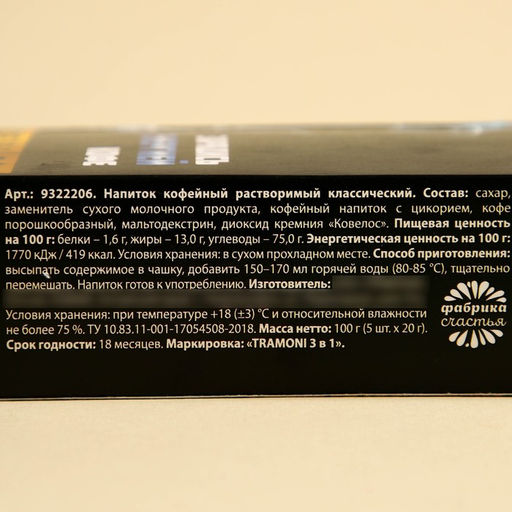 Арт.: 9322206. Напиток кофейный растворимый классический. Состав: сахар,
заменитель сухого молочного продукта, кофейный напиток с цикорием, кофе
порошкообразный, мальтодекстрин, диоксид кремния «Ковелос». Пищевая ценность
на 100 г: белки – 1,6 г, жиры – 13,0 г, углеводы – 75,0 г. Энергетическая ценность на 100 г:
1770 кДж / 419 ккал. Условия хранения: в сухом прохладном месте. Способ приготовления:
высыпать содержимое в чашку, добавить 150–170 мл горячей воды (80-85 °C), тщательно
перемешать. Напиток готов к употреблению. Изготовитель:
Условия хранения: при температуре +18 (±3) °C и относительной влажности
не более 75 %. ТУ 10.83.11-001-17054508-2018. Масса нетто: 100 г (5 шт. x 20 г).
Срок годности: 18 месяцев. Маркировка: «TRAMONI 3 в 1».
фабрика
счастья